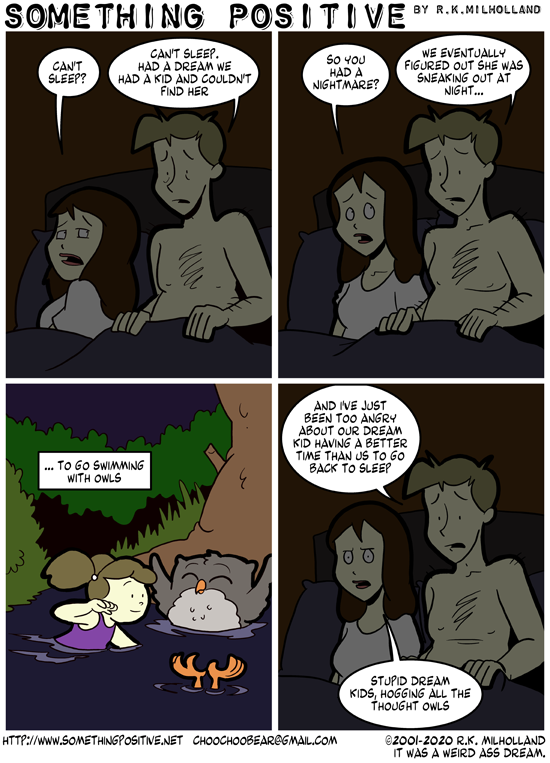 SOMETHING POSITIVE BY R.K.MILHOLLAND
CAN'T
SLEEP?
CAN'T SLEEP.
HAD A DREAM WE
HAD A KID AND COULDN'T
FIND HER
SO YOU
HAD A
NIGHTMARE?
WE EVENTUALLY
FIGURED OUT SHE WAS
SNEAKING OUT AT
NIGHT...
... TO GO SWIMMING
WITH OWLS
AND I'VE JUST
BEEN TOO ANGRY
ABOUT OUR DREAM
KID HAVING A BETTER
TIME THAN US TO GO
BACK TO SLEEP
STUPID DREAM
KIDS, HOGGING ALL THE
THOUGHT OWLS
HTTP://WWW.SOMETHINGPOSITIVE.NET CHOOCHOOBEAR@GMAIL.COM
©2001-2020 R.K. MILHOLLAND
IT WAS A WEIRD ASS DREAM.